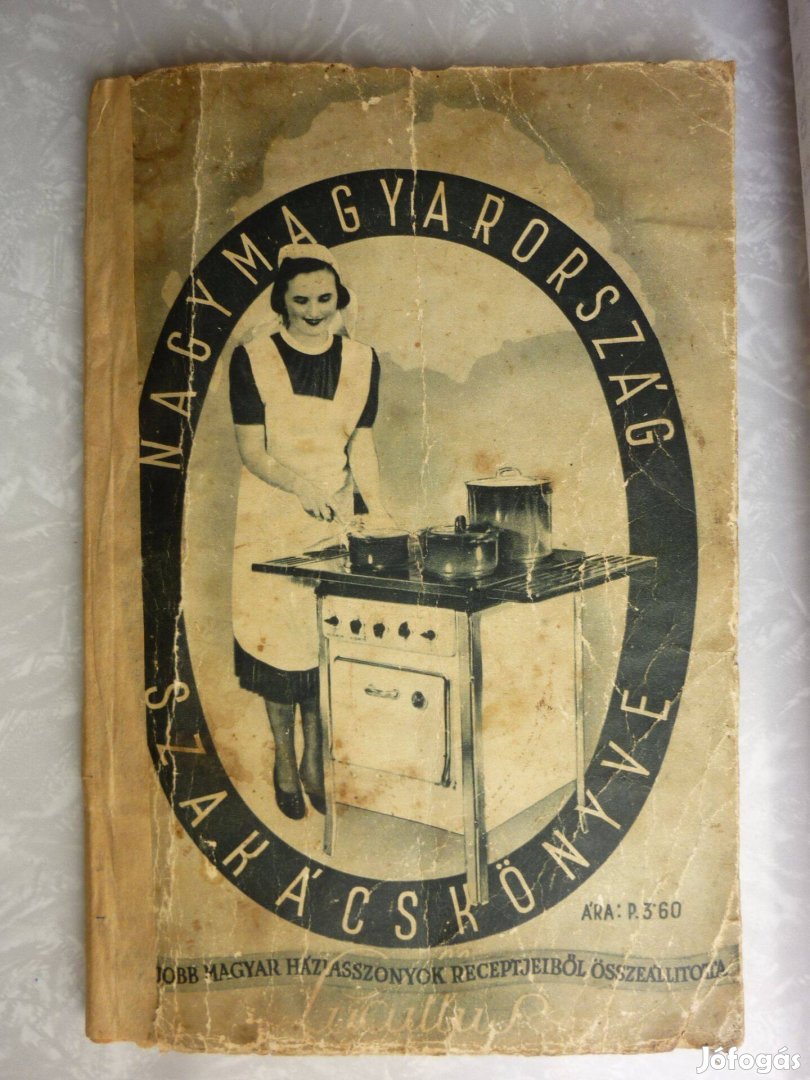 NAGYMAGYARORSZÁG
SZAKÁCSKÖNYVE
ÁRA: P. 3·60
JOBB MAGYAR HÁZIASSZONYOK RECEPTJEIBŐL ÖSSZEÁLLITOTTA
Jófogás